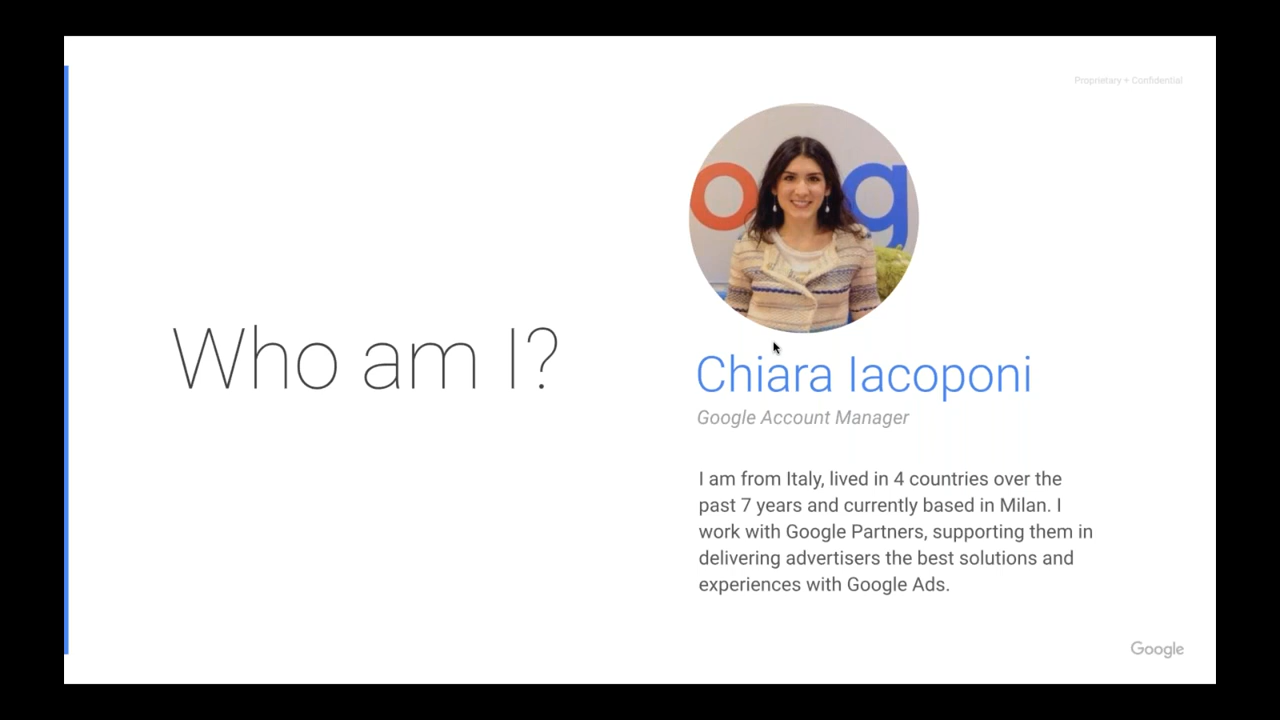 Proprietary + Confidential
oog
Who am I?
Chiara Iacoponi
Google Account Manager
I am from Italy, lived in 4 countries over the
past 7 years and currently based in Milan. I
work with Google Partners, supporting them in
delivering advertisers the best solutions and
experiences with Google Ads.
Google